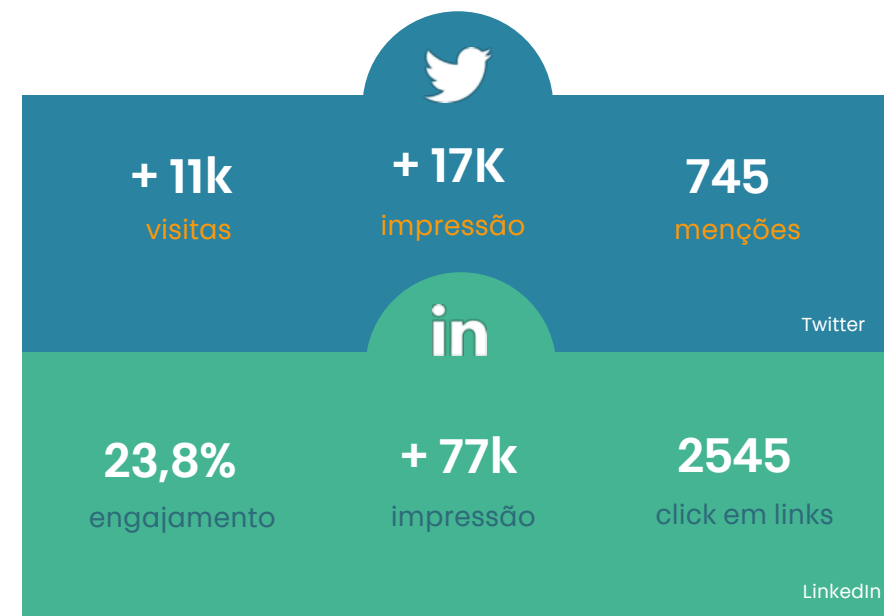 + 11k
+ 17K
745
visitas
impressão
menções
Twitter
in
23,8%
+ 77k
2545
engajamento
impressão
click em links
LinkedIn